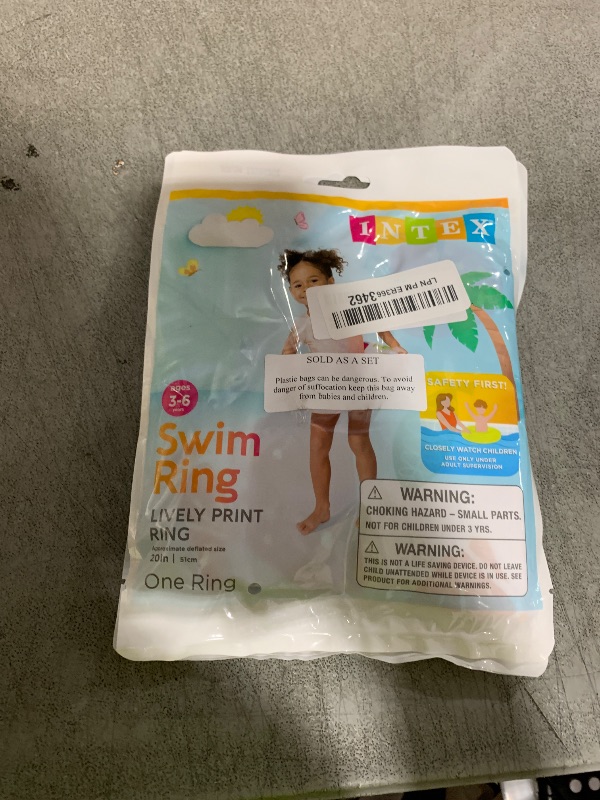 INTEX
LPN PM ER3663462
SOLD AS A SET
Plastic bags can be dangerous. To avoid
danger of suffocation keep this bag away
from babies and children.
ages
3-6
years
Swim
Ring
LIVELY PRINT
RING
Approximate deflated size
20in | 51cm
One Ring
SAFETY FIRST!
CLOSELY WATCH CHILDREN
USE ONLY UNDER
ADULT SUPERVISION
WARNING:
CHOKING HAZARD – SMALL PARTS.
NOT FOR CHILDREN UNDER 3 YRS.
WARNING:
THIS IS NOT A LIFE SAVING DEVICE. DO NOT LEAVE
CHILD UNATTENDED WHILE DEVICE IS IN USE. SEE
PRODUCT FOR ADDITIONAL WARNINGS.